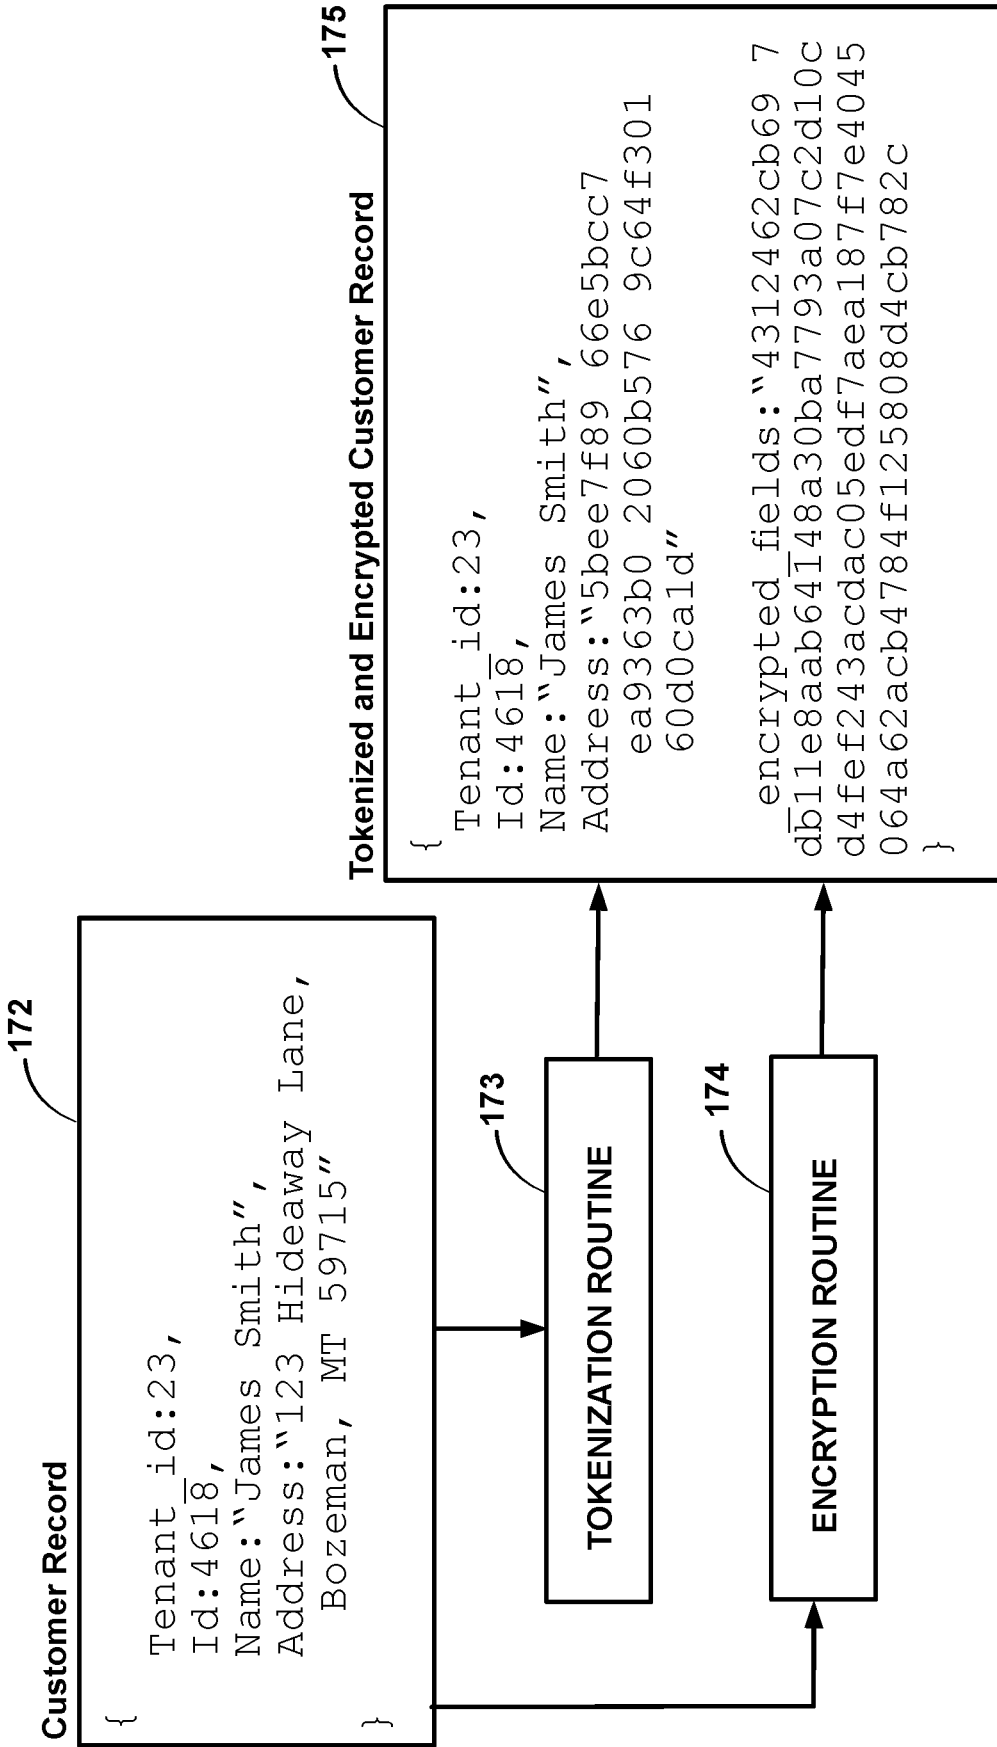 Customer Record
172
{
Tenant_id:23,
Id:4618,
Name:“James Smith”,
Address:“123 Hideaway Lane,
Bozeman, MT 59715”
}
173
TOKENIZATION ROUTINE
174
ENCRYPTION ROUTINE
Tokenized and Encrypted Customer Record
175
{
Tenant_id:23,
Id:4618,
Name:“James Smith”,
Address:“5bee7f89 66e5bcc7
ea9363b0 2060b576 9c64f301
60d0ca1d”
encrypted_fields:“4312462cb69 7
db11e8aab64148a30ba7793a07c2d10c
d4fef243acdac05edf7aea187f7e4045
064a62acb4784f125808d4cb782c
}